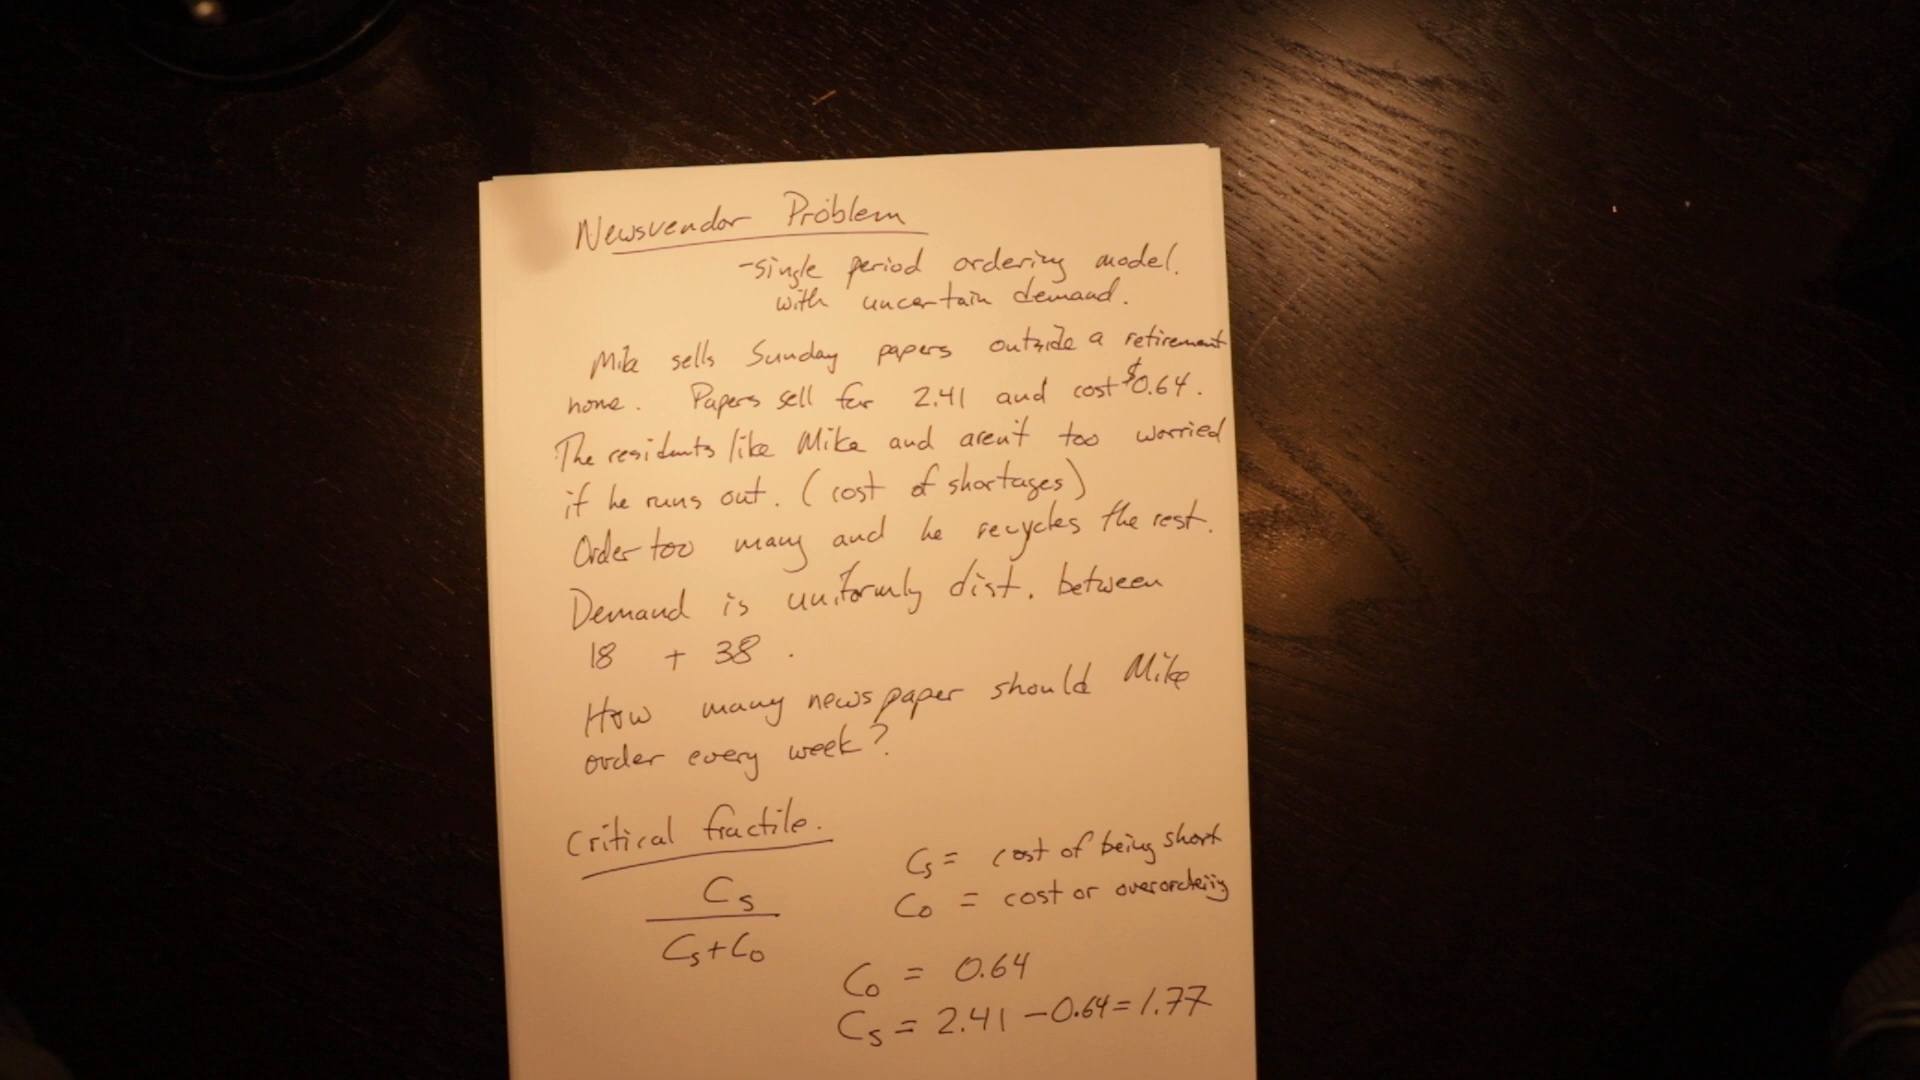 Newsvendor Problem
- single period ordering model.
with uncertain demand.
Mike sells Sunday papers outside a retirement
home. Papers sell for 2.41 and cost $0.64.
The residents like Mike and aren't too worried
if he runs out. (cost of shortages)
Order too many and he recycles the rest.
Demand is uniformly dist. between
18 + 38.
How many newspaper should Mike
order every week?
Critical fractile.
Cs = cost of being short
Co = cost or overordering
Cs
Cs + Co
Co = 0.64
Cs = 2.41 - 0.64 = 1.77